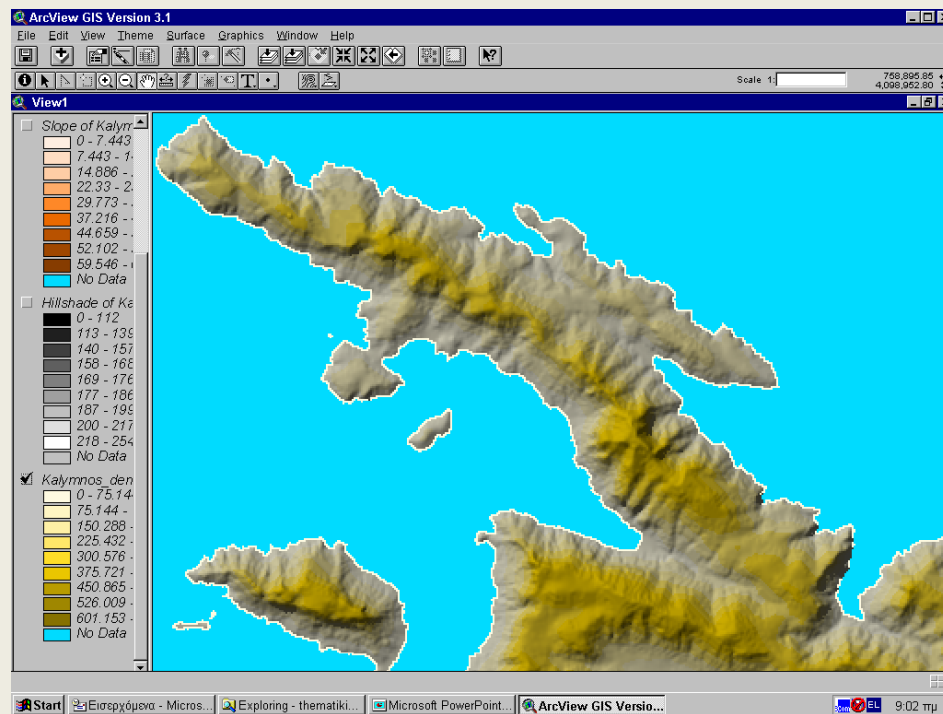 ArcView GIS Version 3.1
File Edit View Theme Surface Graphics Window Help
Scale 1:
758,895.85
4,098,952.80
View1
Slope of Kalym
0 - 7.443
7.443 - 1
14.886 -
22.33 - 2
29.773 -
37.216 -
44.659 -
52.102 -
59.546 -
No Data
Hillshade of Ka
0 - 112
113 - 139
140 - 157
158 - 168
169 - 176
177 - 186
187 - 199
200 - 217
218 - 254
No Data
Kalymnos_den
0 - 75.14
75.144 -
150.288 -
225.432 -
300.576 -
375.721 -
450.865 -
526.009 -
601.153 -
No Data
Start Εισερχόμενα - Micros... Exploring - thematiki... Microsoft PowerPoint... ArcView GIS Versio... EL 9:02 πμ